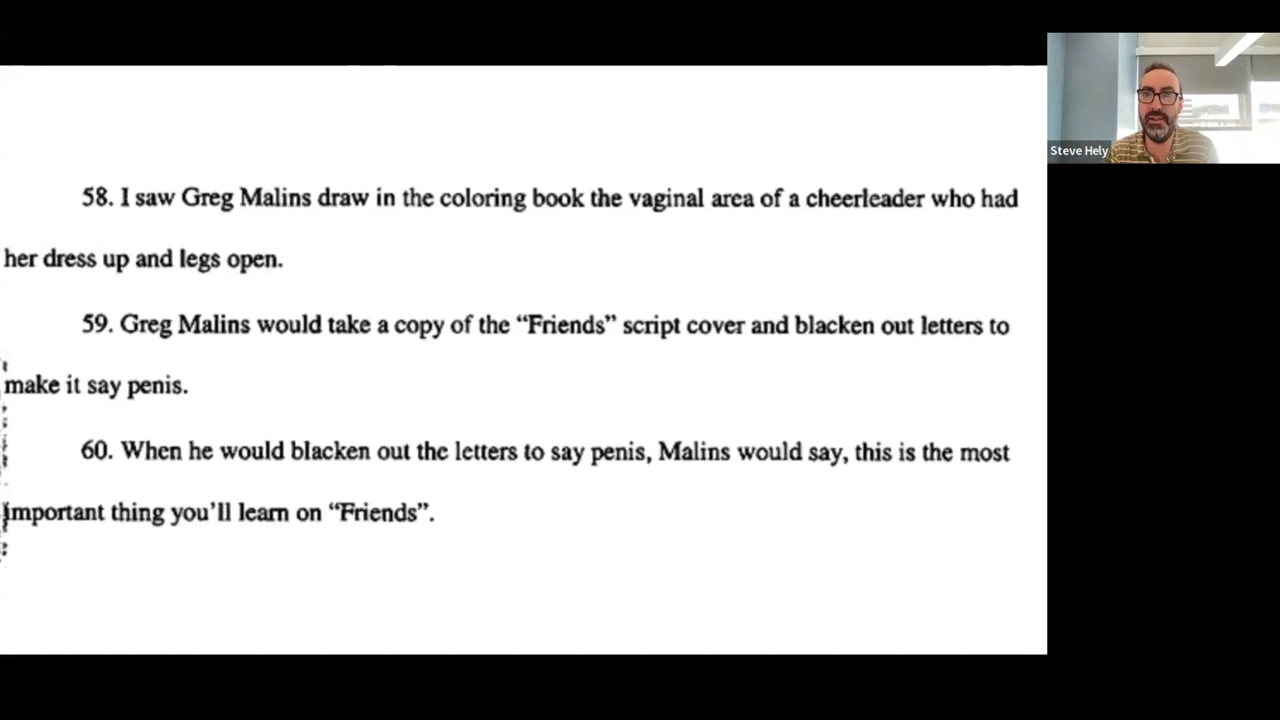 58. I saw Greg Malins draw in the coloring book the vaginal area of a cheerleader who had
her dress up and legs open.
59. Greg Malins would take a copy of the “Friends” script cover and blacken out letters to
make it say penis.
60. When he would blacken out the letters to say penis, Malins would say, this is the most
important thing you’ll learn on “Friends”.
Steve Hely